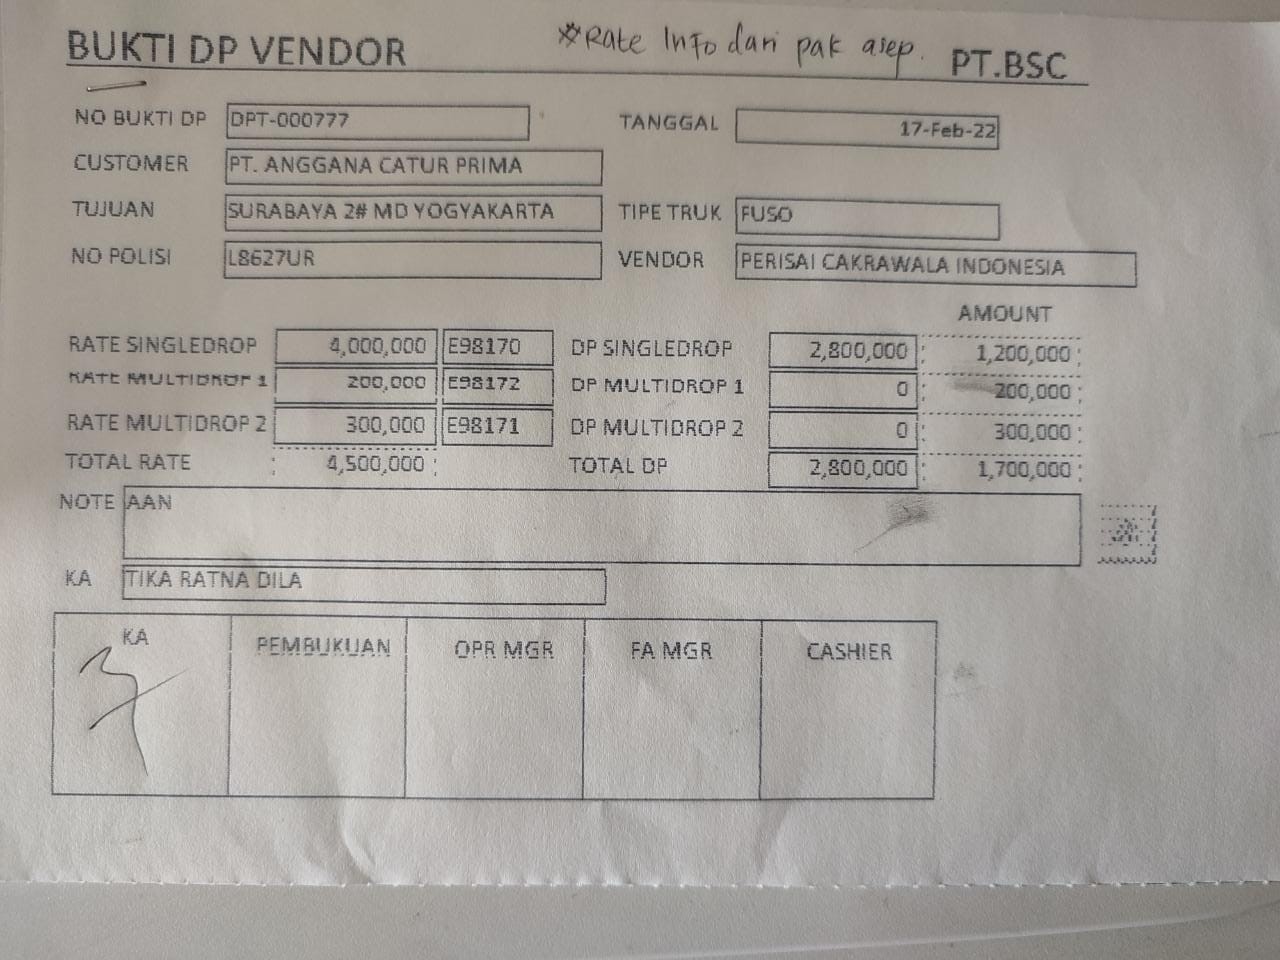 BUKTI DP VENDOR *Rate Info dari pak asep. PT.BSC
NO BUKTI DP DPT-000777 TANGGAL 17-Feb-22
CUSTOMER PT. ANGGANA CATUR PRIMA
TUJUAN SURABAYA 2# MD YOGYAKARTA TIPE TRUK FUSO
NO POLISI L8627UR VENDOR PERISAI CAKRAWALA INDONESIA
AMOUNT
RATE SINGLEDROP 4,000,000 E98170 DP SINGLEDROP 2,800,000 1,200,000
RATE MULTIDROP 1 200,000 E98172 DP MULTIDROP 1 0 200,000
RATE MULTIDROP 2 300,000 E98171 DP MULTIDROP 2 0 300,000
TOTAL RATE 4,500,000 TOTAL DP 2,800,000 1,700,000
NOTE AAN
KA TIKA RATNA DILA
KA PEMBUKUAN OPR MGR FA MGR CASHIER